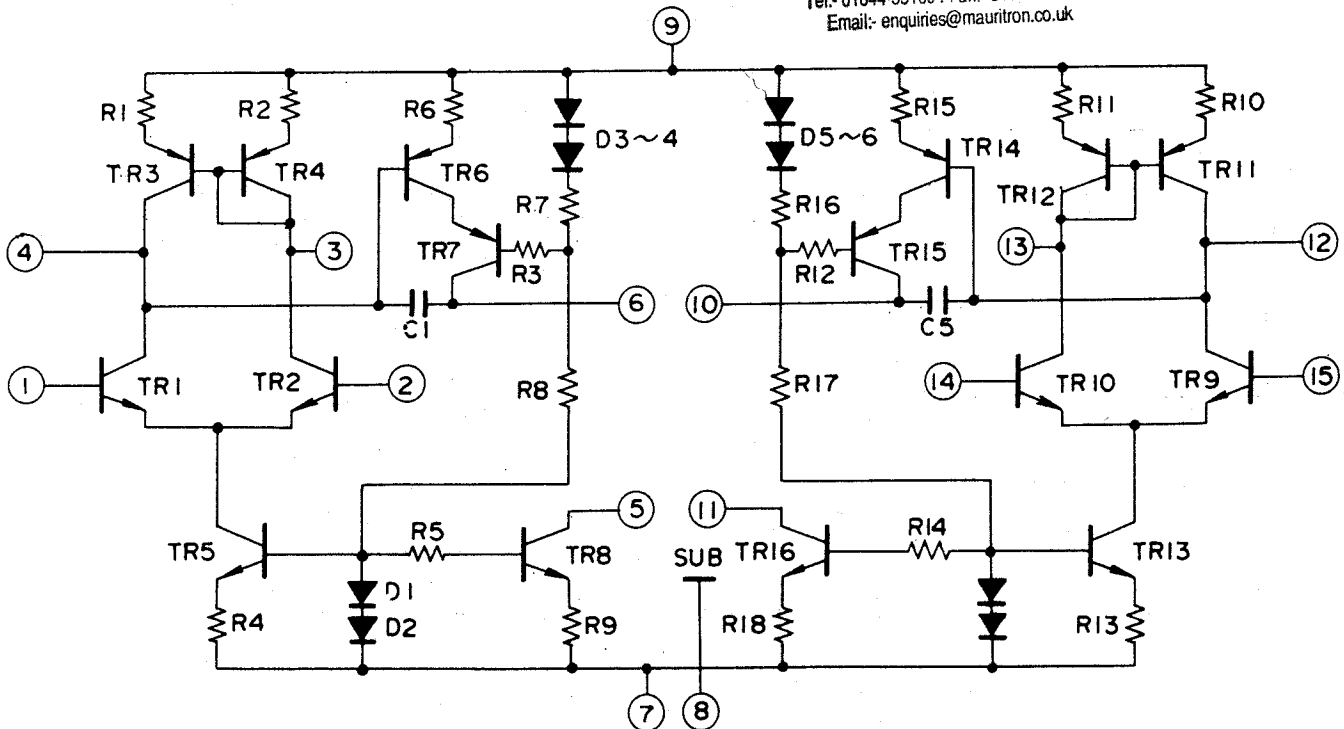 Email:- enquiries@mauritron.co.uk
9
R1 R2 R6 D3~4 D5~6 R15 R11 R10
TR3 TR4 TR6 TR14 TR12 TR11
R7 R16
4 3 TR7 R3 R12 TR15 13 12
6 10
C1 C5
1 TR1 TR2 2 R8 R17 14 TR10 TR9 15
5 11
TR5 R5 TR8 SUB TR16 R14 TR13
D1
R4 D2 R9 R18 R13
7 8